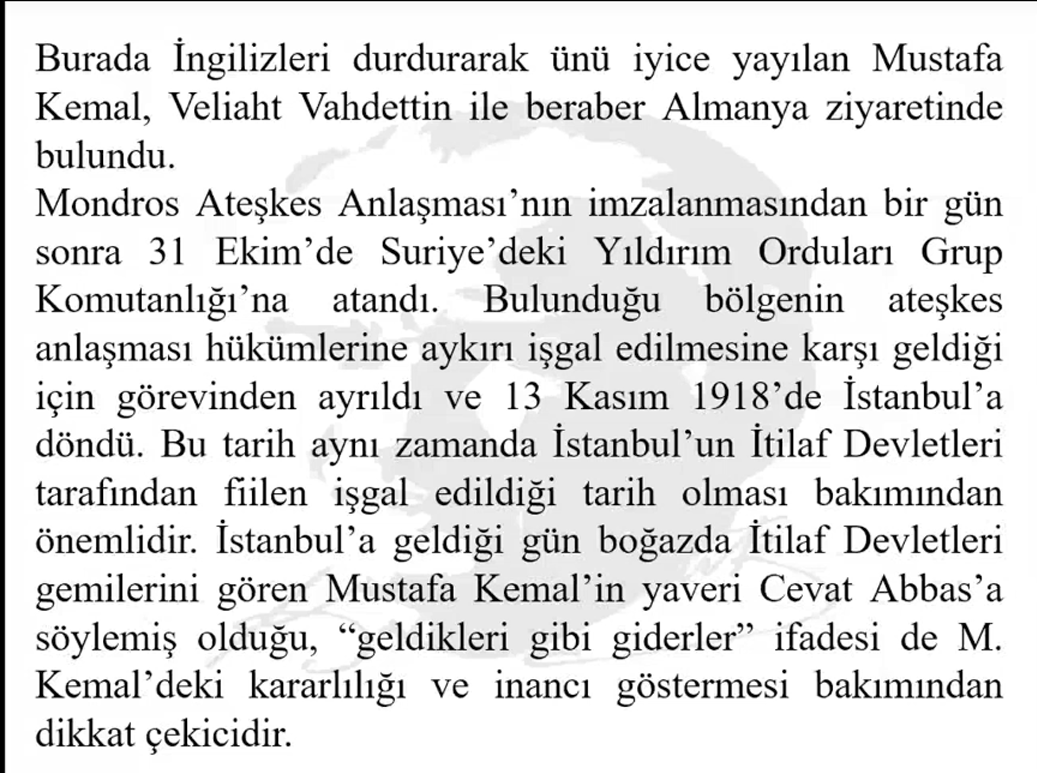 Burada İngilizleri durdurarak ünü iyice yayılan Mustafa
Kemal, Veliaht Vahdettin ile beraber Almanya ziyaretinde
bulundu.
Mondros Ateşkes Anlaşması’nın imzalanmasından bir gün
sonra 31 Ekim’de Suriye’deki Yıldırım Orduları Grup
Komutanlığı’na atandı. Bulunduğu bölgenin ateşkes
anlaşması hükümlerine aykırı işgal edilmesine karşı geldiği
için görevinden ayrıldı ve 13 Kasım 1918’de İstanbul’a
döndü. Bu tarih aynı zamanda İstanbul’un İtilaf Devletleri
tarafından fiilen işgal edildiği tarih olması bakımından
önemlidir. İstanbul’a geldiği gün boğazda İtilaf Devletleri
gemilerini gören Mustafa Kemal’in yaveri Cevat Abbas’a
söylemiş olduğu, “geldikleri gibi giderler” ifadesi de M.
Kemal’deki kararlılığı ve inancı göstermesi bakımından
dikkat çekicidir.